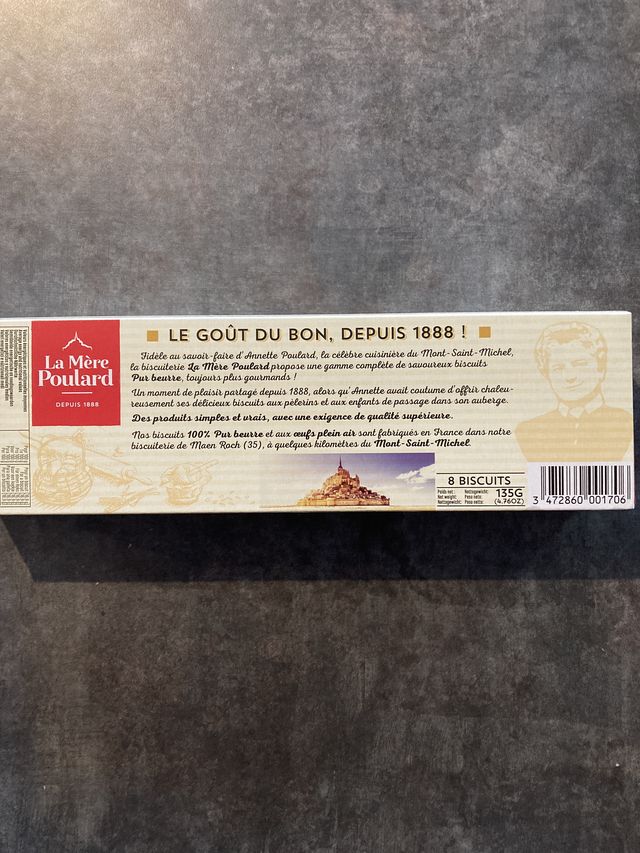 La Mère
Poulard
DEPUIS 1888
LE GOÛT DU BON, DEPUIS 1888 !
Fidèle au savoir-faire d'Annette Poulard, la célèbre cuisinière du Mont-Saint-Michel,
la biscuiterie La Mère Poulard propose une gamme complète de savoureux biscuits
Pur beurre, toujours plus gourmands !
Un moment de plaisir partagé depuis 1888, alors qu'Annette avait coutume d'offrir chaleu-
reusement ses délicieux biscuits aux pèlerins et aux enfants de passage dans son auberge.
Des produits simples et vrais, avec une exigence de qualité supérieure.
Nos biscuits 100% Pur beurre et aux œufs plein air sont fabriqués en France dans notre
biscuiterie de Maen Roch (35), à quelques kilomètres du Mont-Saint-Michel.
8 BISCUITS
Poids net : Nettogewicht:
Net weight: Peso neto:
135G
(4.76OZ)
3 472860 001706